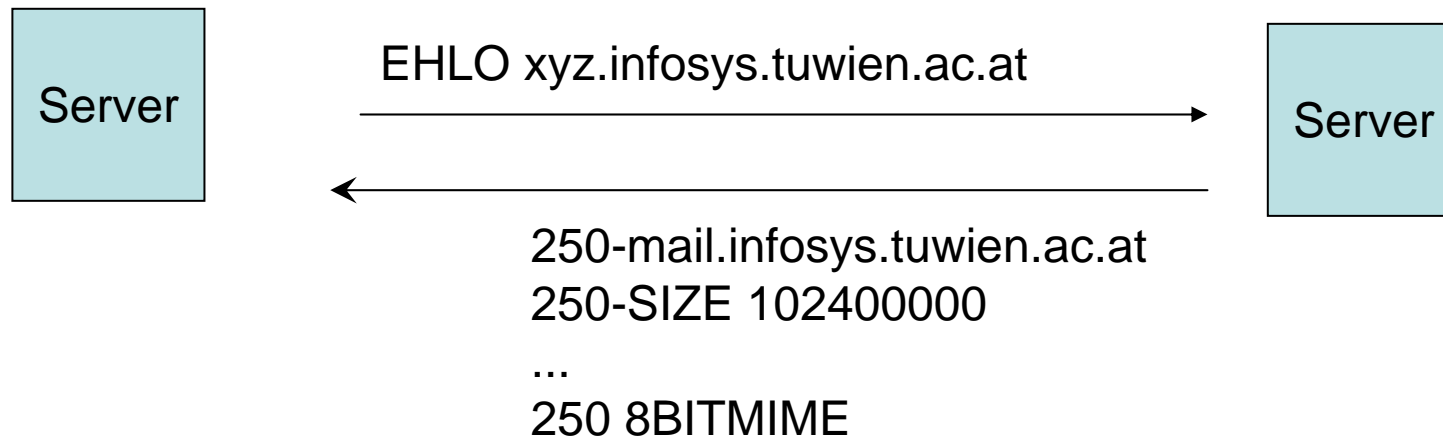 EHLO xyz.infosys.tuwien.ac.at
Server
Server
250-mail.infosys.tuwien.ac.at
250-SIZE 102400000
...
250 8BITMIME